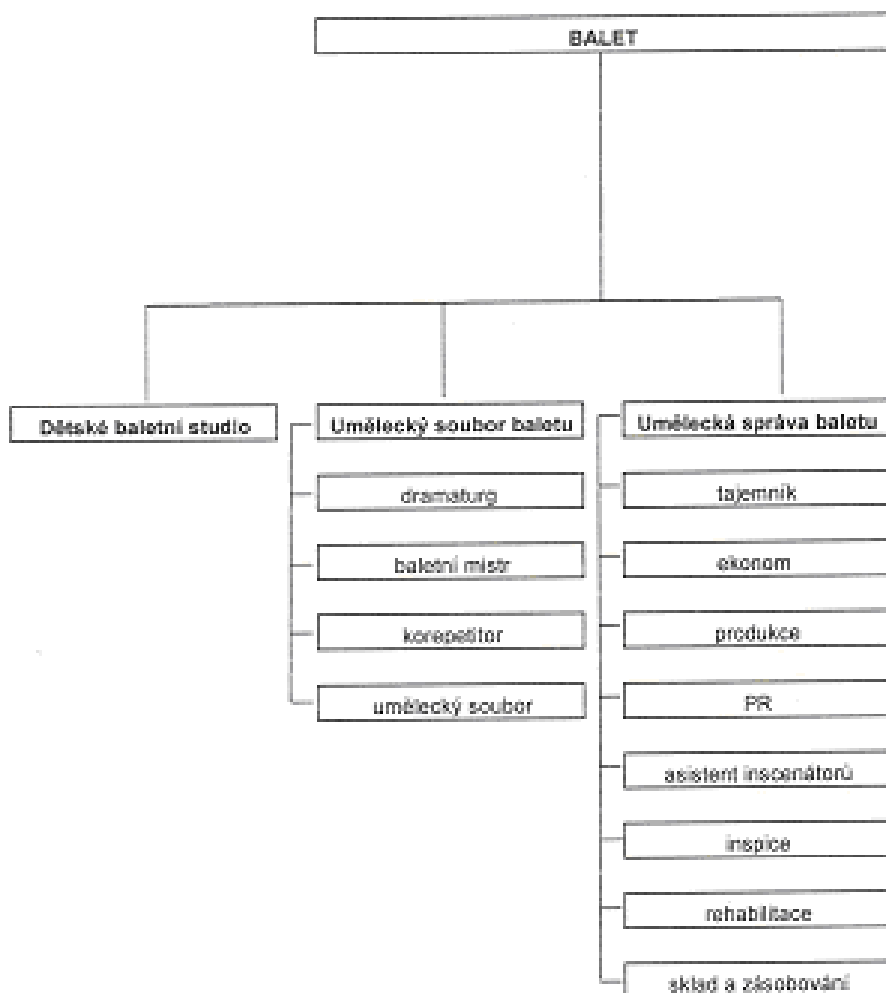 BALET
Dětské baletní studio
Umělecký soubor baletu
dramaturg
baletní mistr
korepetitor
umělecký soubor
Umělecká správa baletu
tajemník
ekonom
produkce
PR
asistent inscenátorů
inspice
rehabilitace
sklad a zásobování